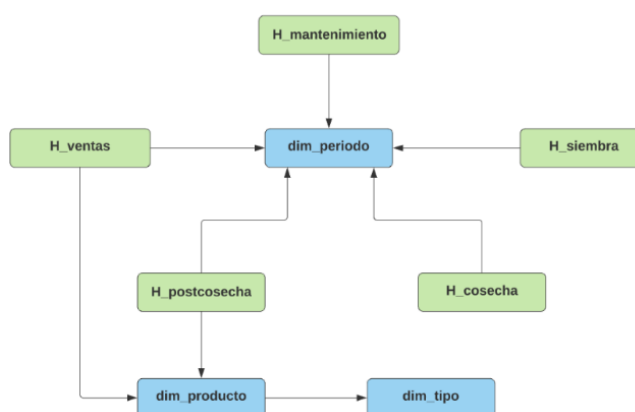 H_mantenimiento
H_ventas
dim_periodo
H_siembra
H_postcosecha
H_cosecha
dim_producto
dim_tipo